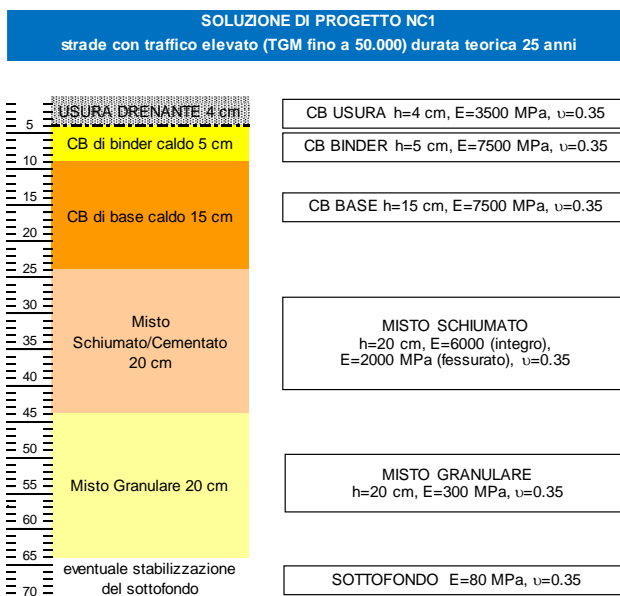 SOLUZIONE DI PROGETTO NC1
strade con traffico elevato (TGM fino a 50.000) durata teorica 25 anni
USURA DRENANTE 4 cm
CB USURA h=4 cm, E=3500 MPa, υ=0.35
5
CB di binder caldo 5 cm
CB BINDER h=5 cm, E=7500 MPa, υ=0.35
10
15
CB di base caldo 15 cm
CB BASE h=15 cm, E=7500 MPa, υ=0.35
20
25
30
Misto
Schiumato/Cementato
20 cm
MISTO SCHIUMATO
h=20 cm, E=6000 (integro),
E=2000 MPa (fessurato), υ=0.35
35
40
45
50
Misto Granulare 20 cm
MISTO GRANULARE
h=20 cm, E=300 MPa, υ=0.35
55
60
65
eventuale stabilizzazione
del sottofondo
SOTTOFONDO E=80 MPa, υ=0.35
70